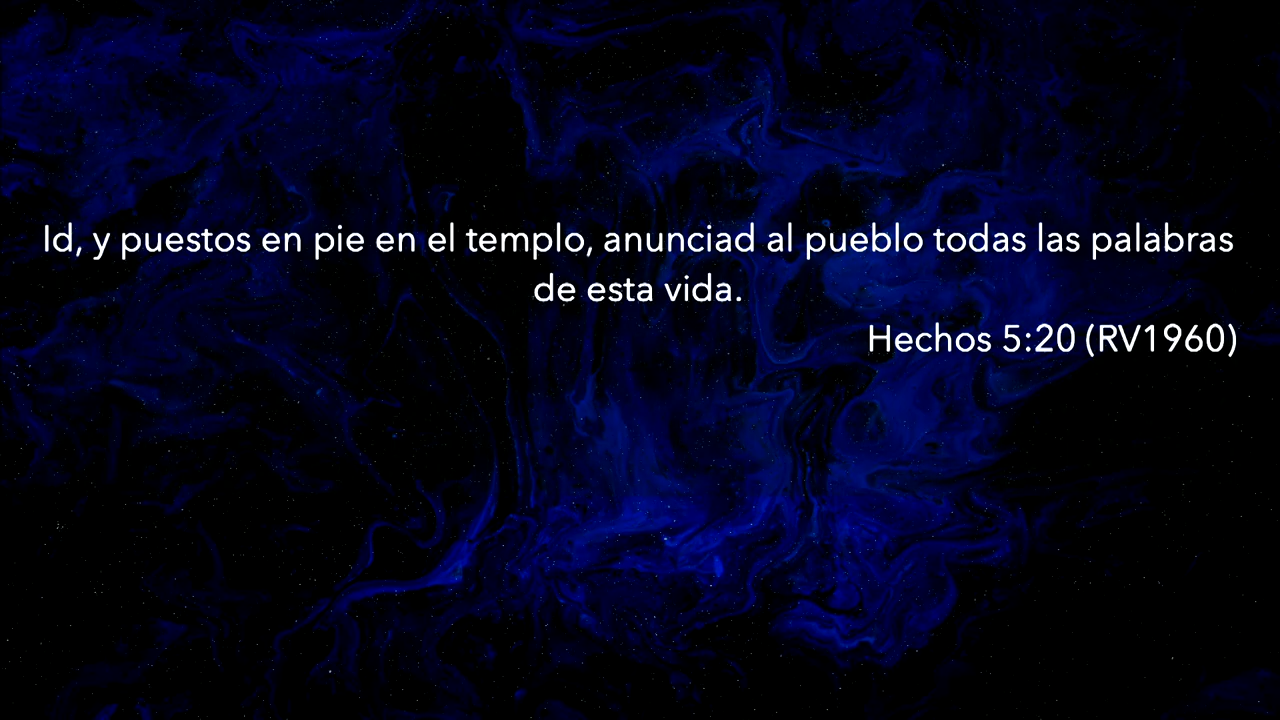 Id, y puestos en pie en el templo, anunciad al pueblo todas las palabras
de esta vida.
Hechos 5:20 (RV1960)